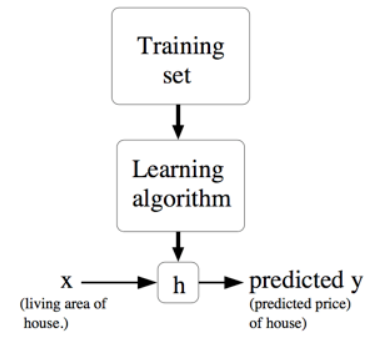 Training
set
Learning
algorithm
x
h
predicted y
(living area of
house.)
(predicted price)
of house)